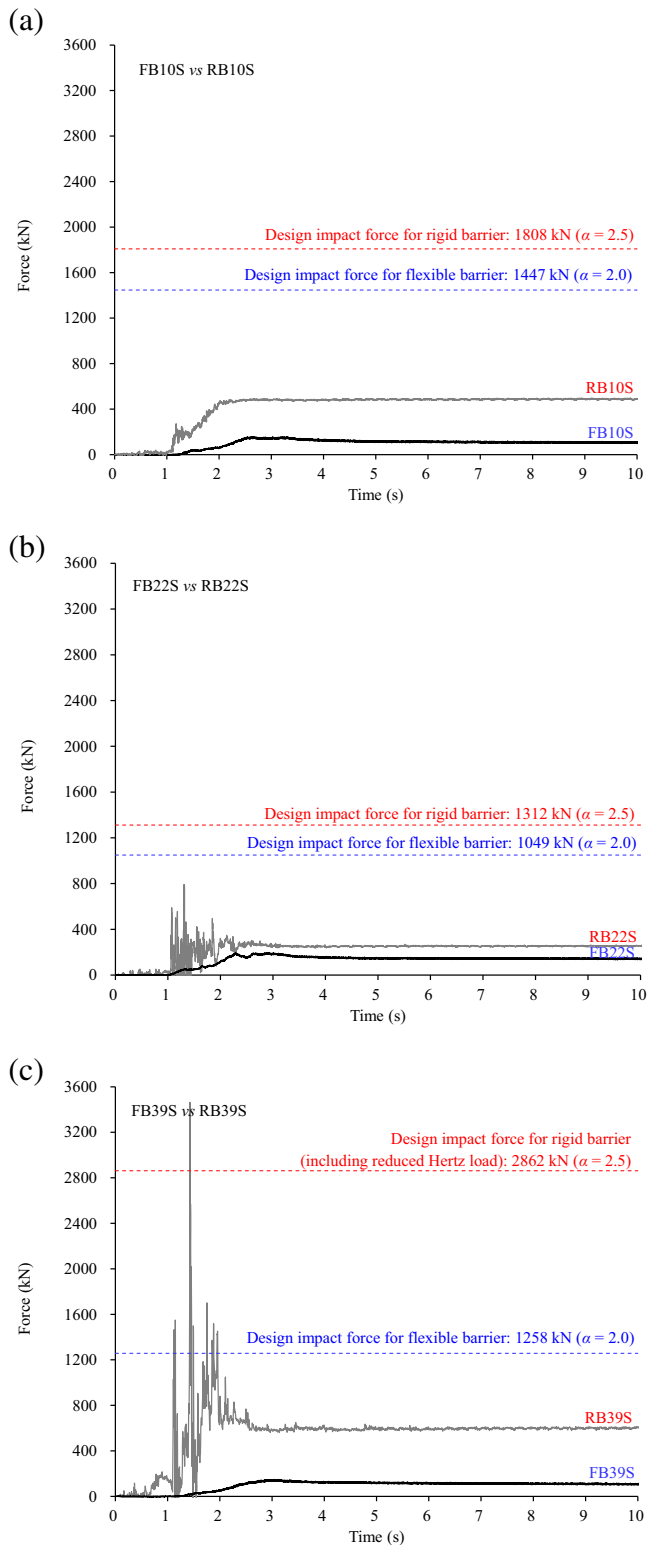 (a)
3600
FB10S vs RB10S
3200
2800
2400
Design impact force for rigid barrier: 1808 kN (α = 2.5)
2000
Force (kN)
1600
Design impact force for flexible barrier: 1447 kN (α = 2.0)
1200
800
RB10S
400
FB10S
0
0 1 2 3 4 5 6 7 8 9 10
Time (s)
(b)
3600
FB22S vs RB22S
3200
2800
2400
2000
Force (kN)
1600
Design impact force for rigid barrier: 1312 kN (α = 2.5)
1200
Design impact force for flexible barrier: 1049 kN (α = 2.0)
800
400
RB22S
FB22S
0
0 1 2 3 4 5 6 7 8 9 10
Time (s)
(c)
3600
FB39S vs RB39S
3200
Design impact force for rigid barrier
(including reduced Hertz load): 2862 kN (α = 2.5)
2800
2400
2000
Force (kN)
1600
Design impact force for flexible barrier: 1258 kN (α = 2.0)
1200
800
RB39S
400
FB39S
0
0 1 2 3 4 5 6 7 8 9 10
Time (s)